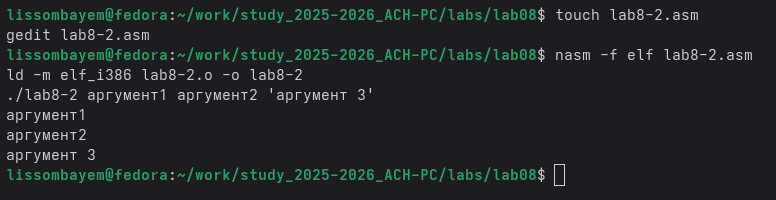 lissombayem@fedora:~/work/study_2025-2026_ACH-PC/labs/lab08$ touch lab8-2.asm
gedit lab8-2.asm
lissombayem@fedora:~/work/study_2025-2026_ACH-PC/labs/lab08$ nasm -f elf lab8-2.asm
ld -m elf_i386 lab8-2.o -o lab8-2
./lab8-2 аргумент1 аргумент2 'аргумент 3'
аргумент1
аргумент2
аргумент 3
lissombayem@fedora:~/work/study_2025-2026_ACH-PC/labs/lab08$